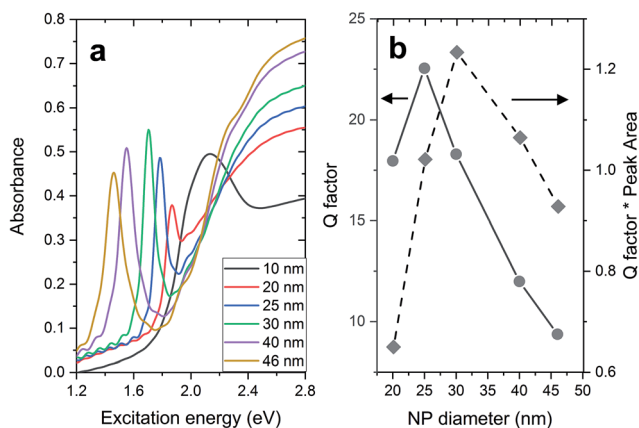 a
Absorbance
0.8
0.7
0.6
0.5
0.4
0.3
0.2
0.1
0.0
10 nm
20 nm
25 nm
30 nm
40 nm
46 nm
1.2 1.6 2.0 2.4 2.8
Excitation energy (eV)
b
Q factor
25
20
15
10
Q factor * Peak Area
1.2
1.0
0.8
0.6
20 25 30 35 40 45 50
NP diameter (nm)